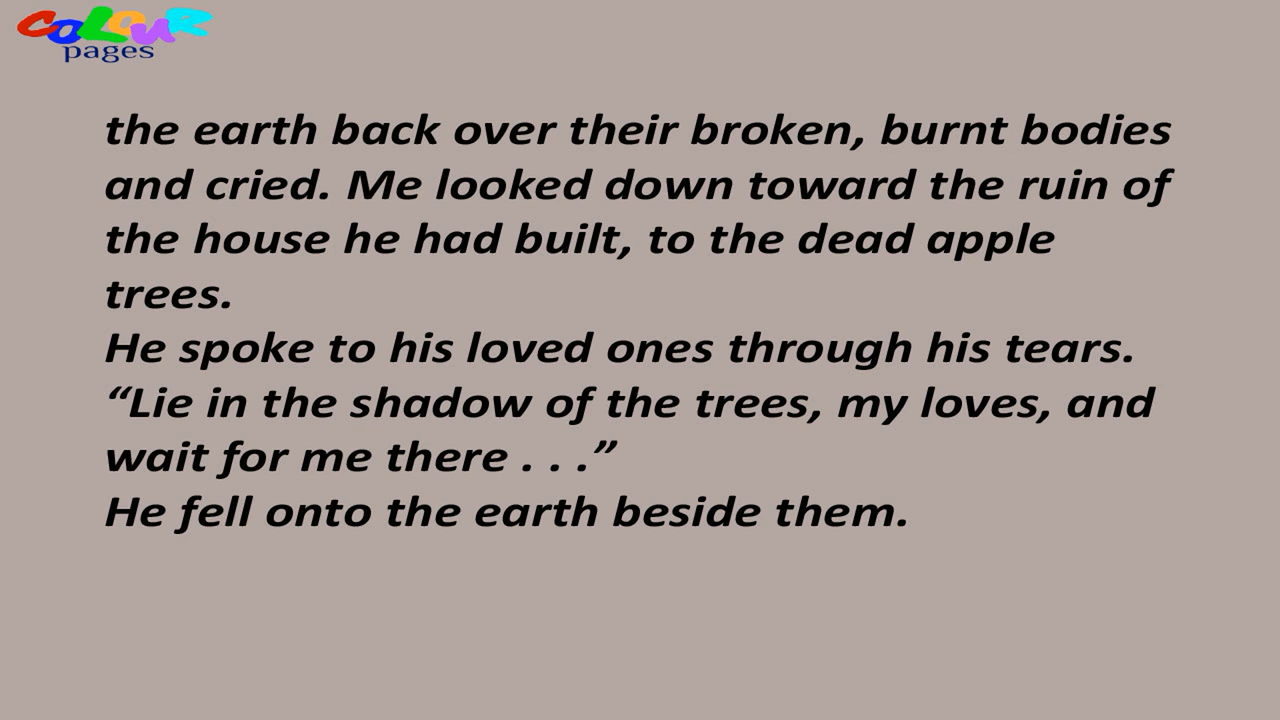 COLOUR
pages
the earth back over their broken, burnt bodies
and cried. Me looked down toward the ruin of
the house he had built, to the dead apple
trees.
He spoke to his loved ones through his tears.
“Lie in the shadow of the trees, my loves, and
wait for me there . . .”
He fell onto the earth beside them.